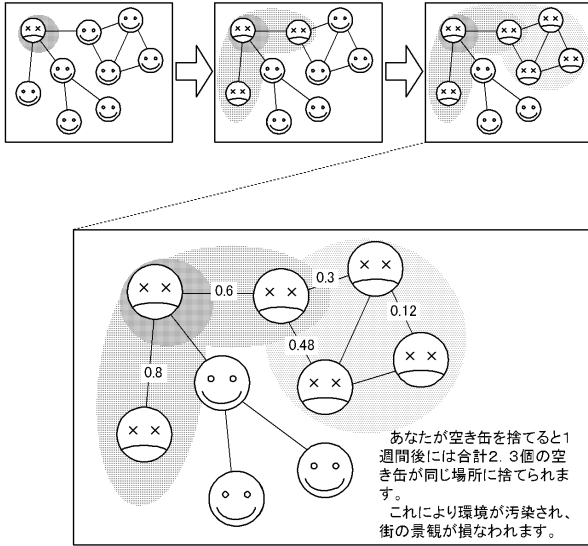 0.6
0.3
0.12
0.48
0.8
あなたが空き缶を捨てると1
週間後には合計2.3個の空
き缶が同じ場所に捨てられま
す。
これにより環境が汚染され、
街の景観が損なわれます。